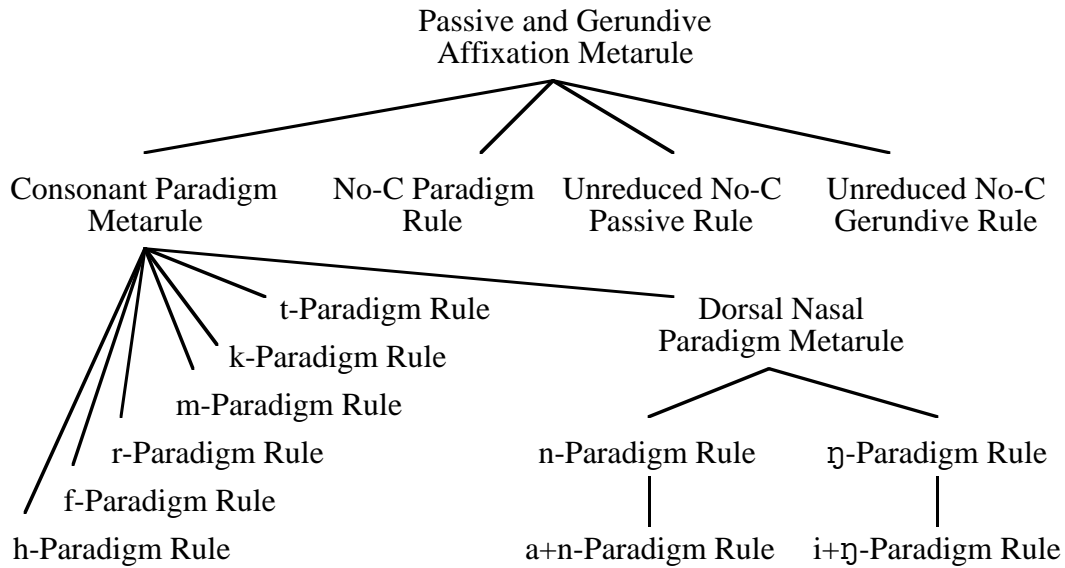 Passive and Gerundive
Affixation Metarule
Consonant Paradigm
Metarule
No-C Paradigm
Rule
Unreduced No-C
Passive Rule
Unreduced No-C
Gerundive Rule
t-Paradigm Rule
k-Paradigm Rule
m-Paradigm Rule
r-Paradigm Rule
f-Paradigm Rule
h-Paradigm Rule
Dorsal Nasal
Paradigm Metarule
n-Paradigm Rule
ŋ-Paradigm Rule
a+n-Paradigm Rule
i+ŋ-Paradigm Rule